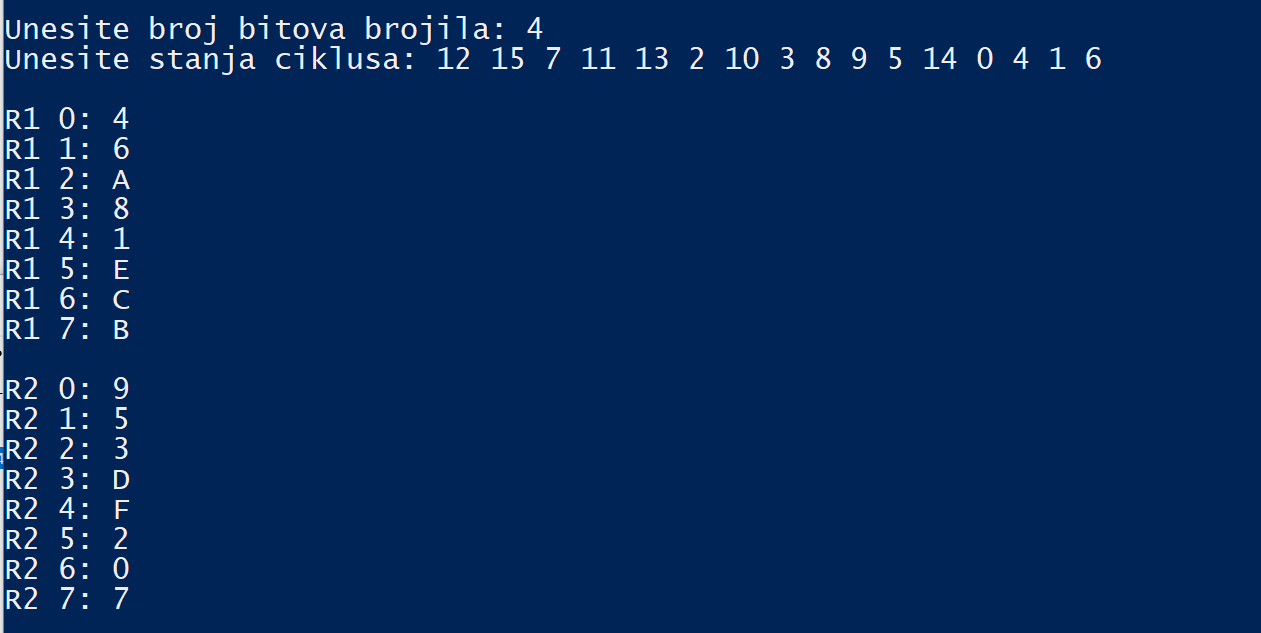 Unesite broj bitova brojila: 4
Unesite stanja ciklusa: 12 15 7 11 13 2 10 3 8 9 5 14 0 4 1 6
R1 0: 4
R1 1: 6
R1 2: A
R1 3: 8
R1 4: 1
R1 5: E
R1 6: C
R1 7: B
R2 0: 9
R2 1: 5
R2 2: 3
R2 3: D
R2 4: F
R2 5: 2
R2 6: 0
R2 7: 7